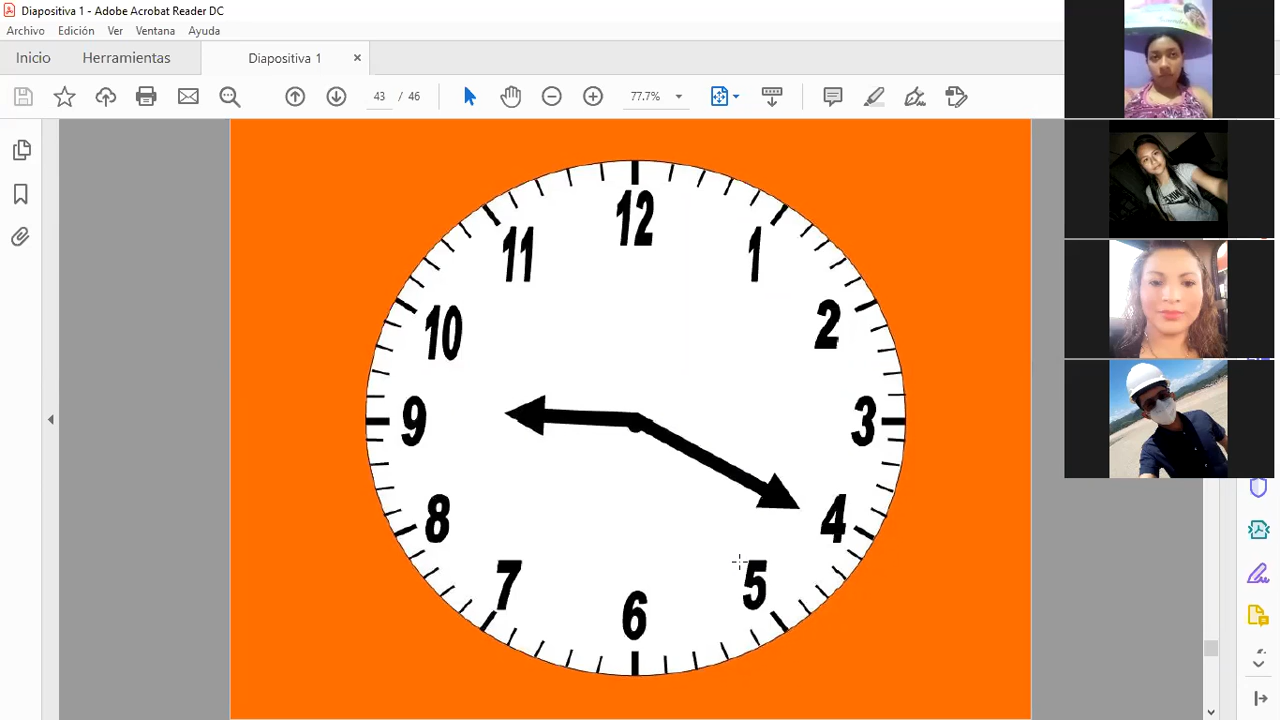 Diapositiva 1 - Adobe Acrobat Reader DC
Archivo Edición Ver Ventana Ayuda
Inicio Herramientas Diapositiva 1
43 / 46 77.7%
12
11 1
10 2
9 3
8 4
7 5
6